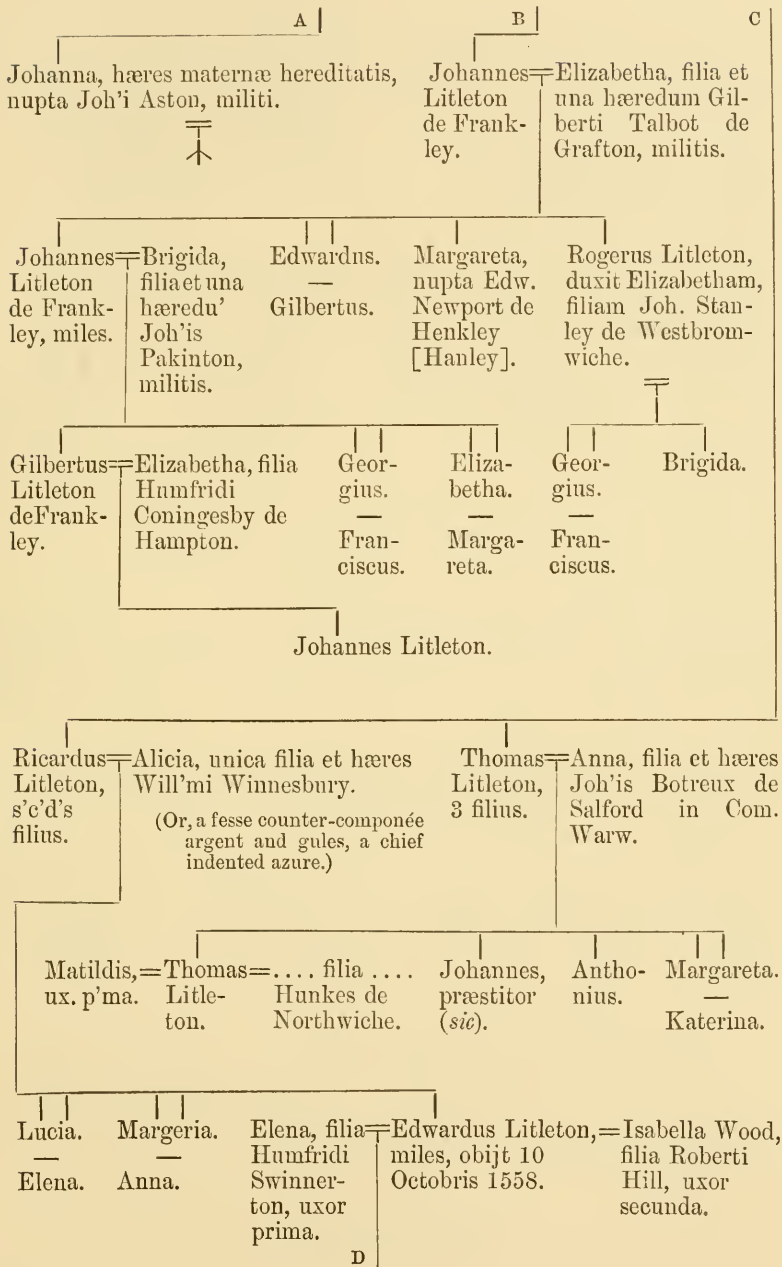 A
B
C
Johanna, hæres maternæ hereditatis,
nupta Joh'i Aston, militi.
Johannes=
Litleton
de Frank-
ley.
Elizabetha, filia et
una hæredum Gil-
berti Talbot de
Grafton, militis.
Johannes=
Litleton
de Frank-
ley, miles.
Brigida,
filia et una
hæredu'
Joh'is
Pakinton,
militis.
Edwardus.
—
Gilbertus.
Margareta,
nupta Edw.
Newport de
Henkley
[Hanley].
Rogerus Litleton,
duxit Elizabetham,
filiam Joh. Stan-
ley de Westbrom-
wiche.
Gilbertus=
Litleton
de Frank-
ley.
Elizabetha, filia
Humfridi
Coningesby de
Hampton.
Geor-
gius.
—
Fran-
ciscus.
Eliza-
betha.
—
Marga-
reta.
Geor-
gius.
—
Fran-
ciscus.
Brigida.
Johannes Litleton.
Ricardus=
Litleton,
s'c'd's
filius.
Alicia, unica filia et hæres
Will'mi Winnesbury.
(Or, a fesse counter-componée
argent and gules, a chief
indented azure.)
Thomas=
Litleton,
3 filius.
Anna, filia et hæres
Joh'is Botreux de
Salford in Com.
Warw.
Matildis,=
ux. p'ma.
Thomas=
Litle-
ton.
.... filia ....
Hunkes de
Northwiche.
Johannes,
præstitor
(sic).
Antho-
nius.
Margareta.
—
Katerina.
Lucia.
—
Elena.
Margeria.
—
Anna.
Elena, filia=
Humfridi
Swinner-
ton, uxor
prima.
Edwardus Litleton,=
miles, obijt 10
Octobris 1558.
Isabella Wood,
filia Roberti
Hill, uxor
secunda.
D